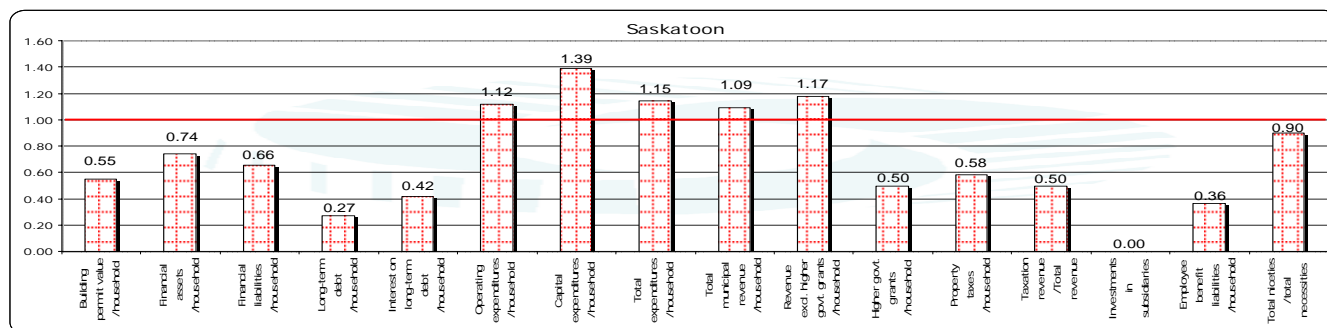 Saskatoon
1.60
1.40
1.20
1.00
0.80
0.60
0.40
0.20
0.00
0.55
0.74
0.66
0.27
0.42
1.12
1.39
1.15
1.09
1.17
0.50
0.58
0.50
0.00
0.36
0.90
Building
permit value
/household
Financial
assets
/household
Financial
liabilities
/household
Long-term
debt
/household
Interest on
long-term
debt
/household
Operating
expenditures
/household
Capital
expenditures
/household
Total
expenditures
/household
Total
municipal
revenue
/household
Revenue
excl. higher
govt. grants
/household
Higher govt.
grants
/household
Property
taxes
/household
Taxation
revenue
/Total
revenue
Investments
in
subsidiaries
Employee
benefit
liabilities
/household
Total niceties
/total
necessities